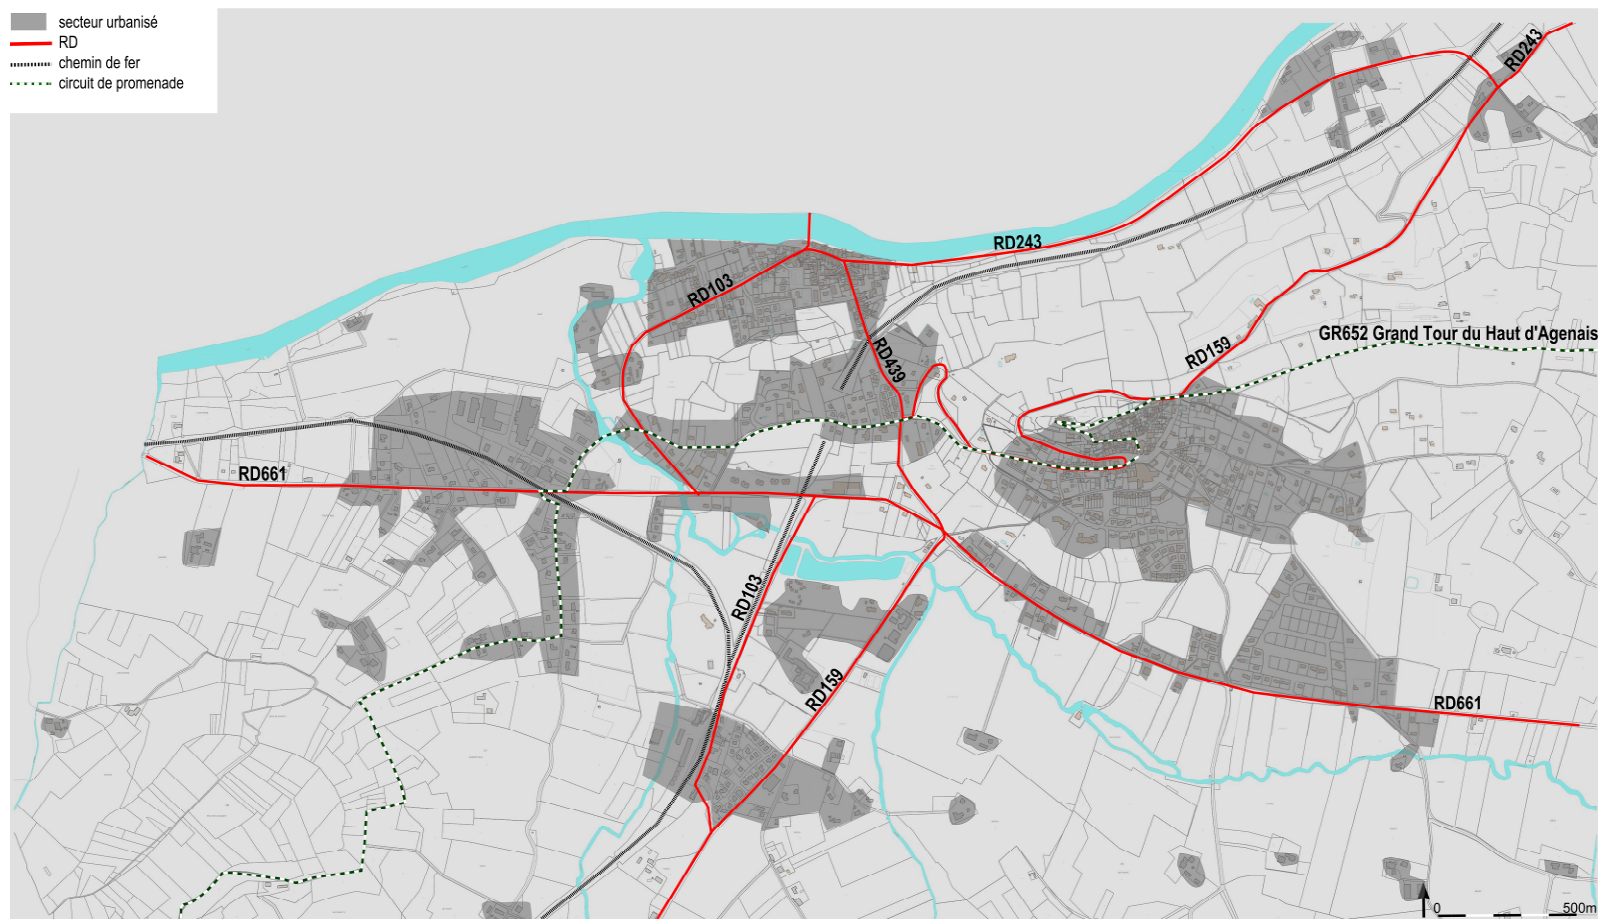 secteur urbanisé
RD
chemin de fer
circuit de promenade
RD243
RD243
RD103
RD439
RD159
GR652 Grand Tour du Haut d'Agenais
RD661
RD103
RD159
RD661
0 500m